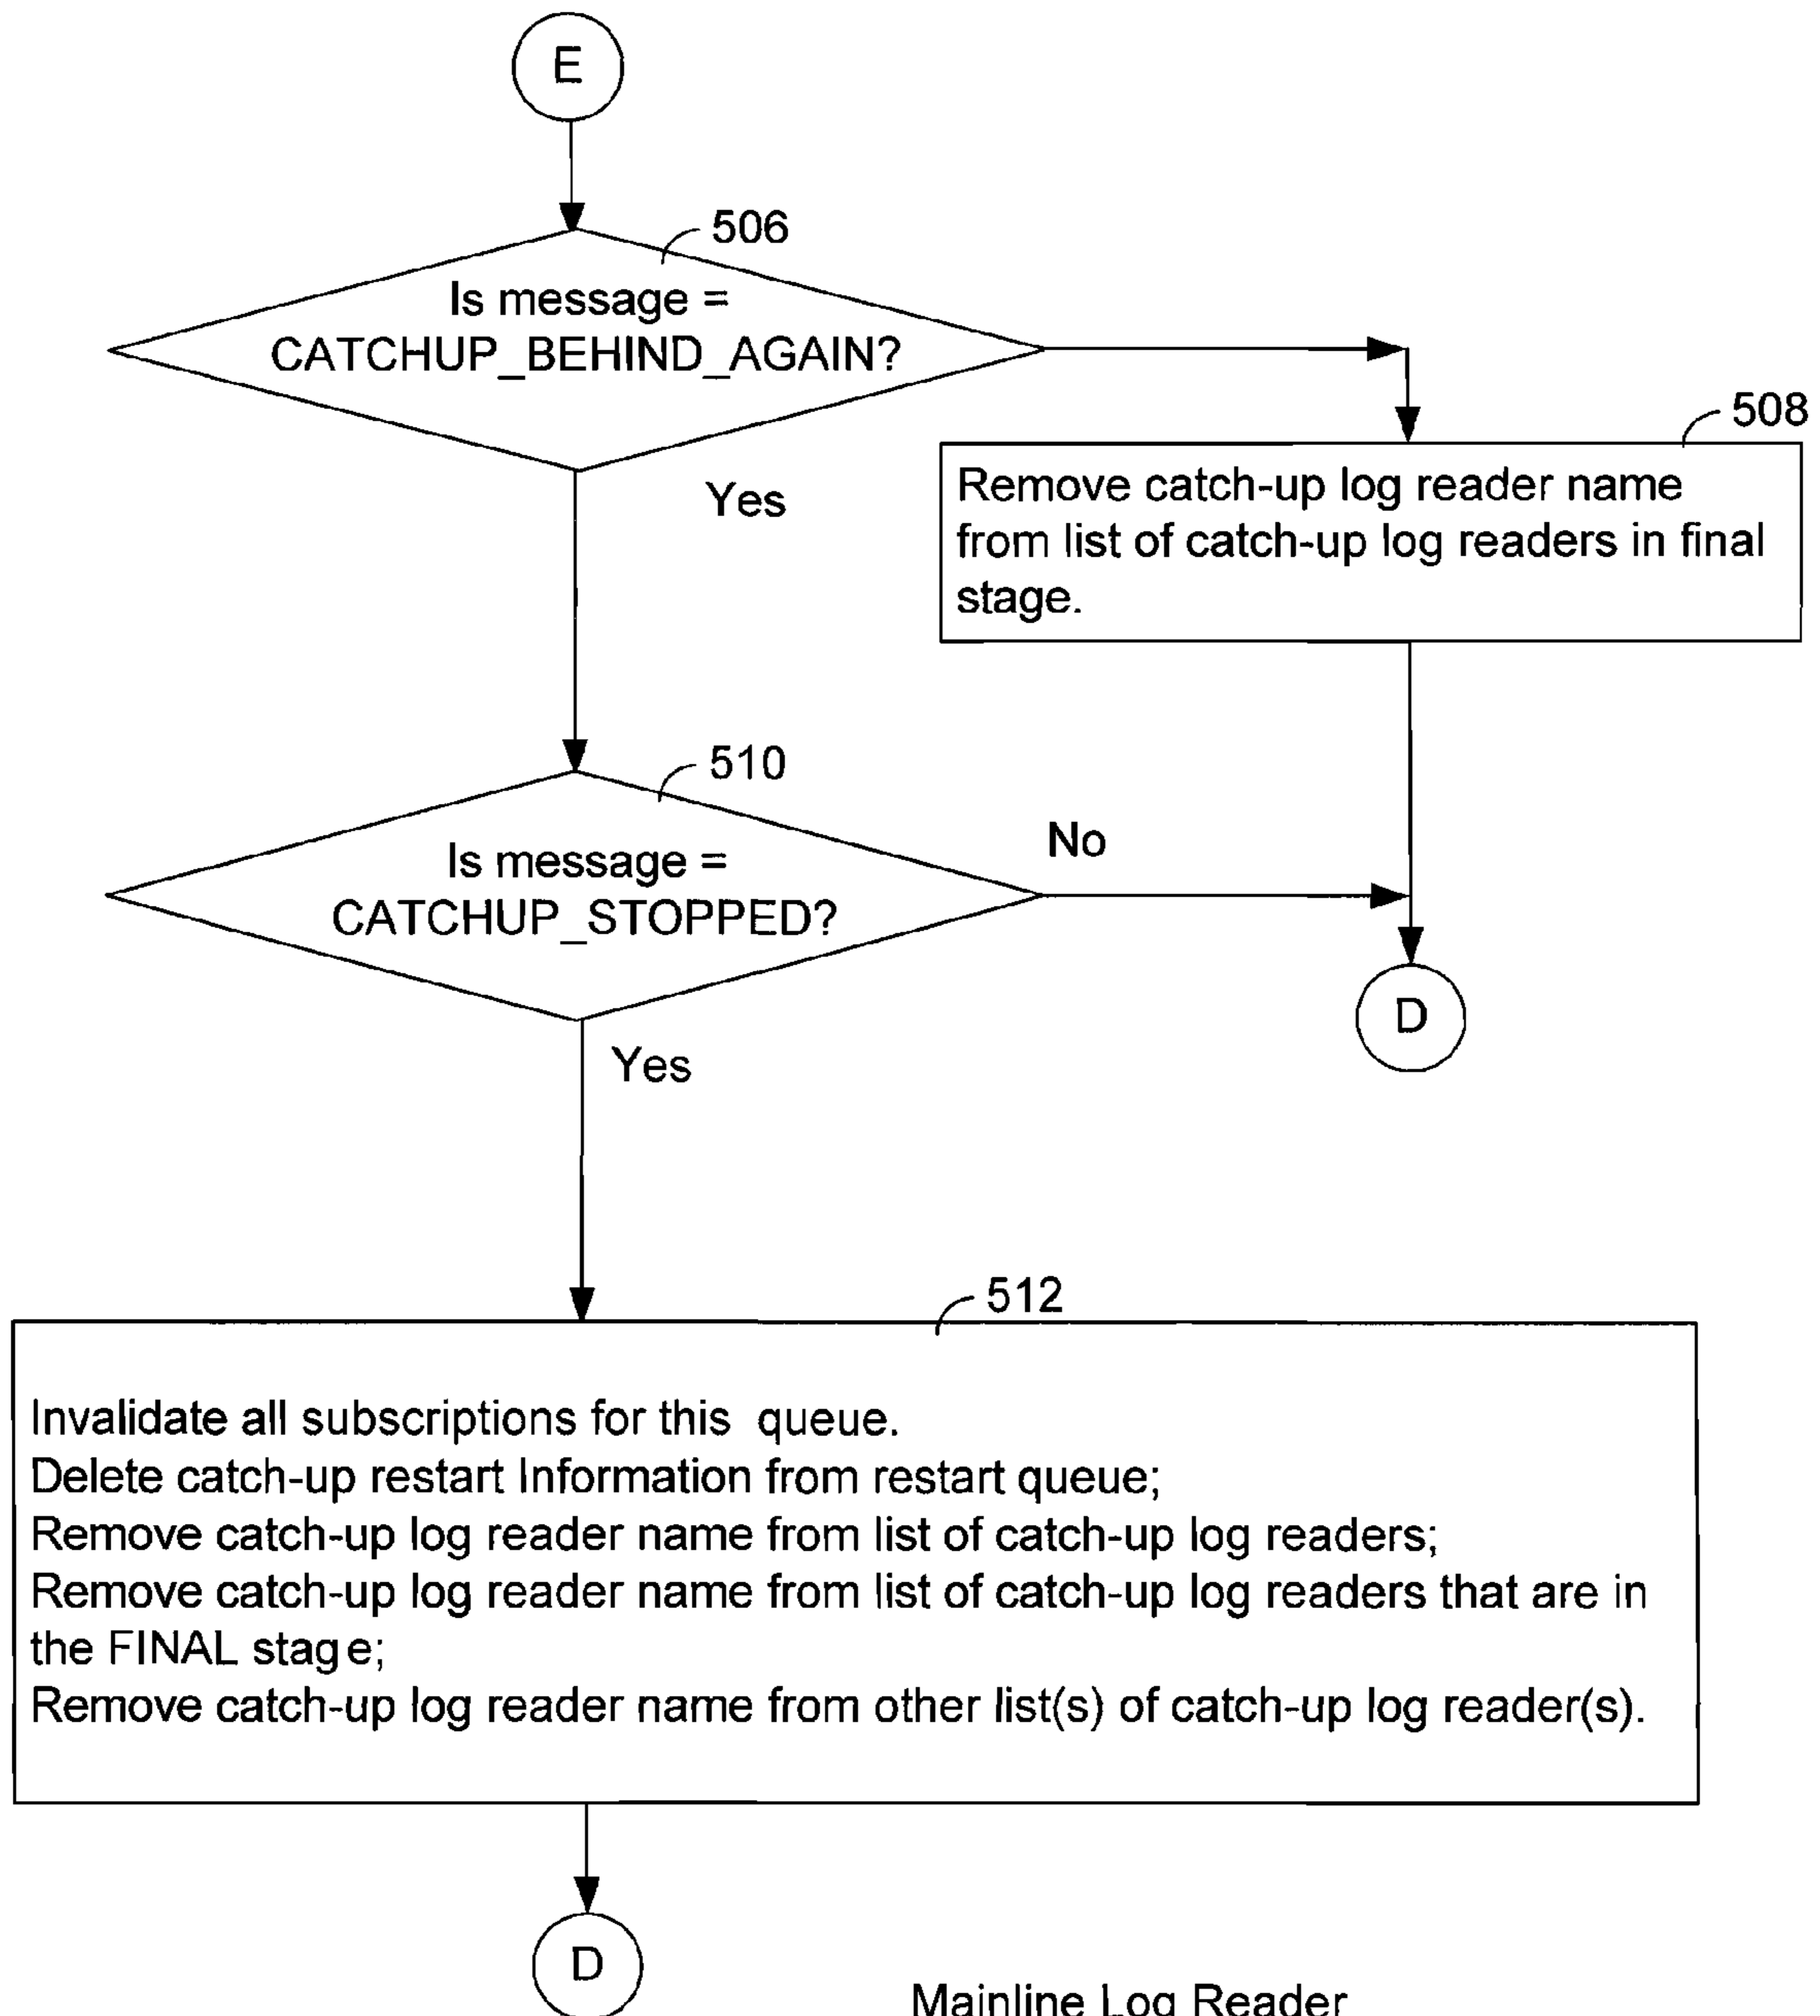 E
506
Is message =
CATCHUP_BEHIND_AGAIN?
508
Yes
Remove catch-up log reader name
from list of catch-up log readers in final
stage.
510
Is message =
CATCHUP_STOPPED?
No
D
Yes
512
Invalidate all subscriptions for this queue.
Delete catch-up restart Information from restart queue;
Remove catch-up log reader name from list of catch-up log readers;
Remove catch-up log reader name from list of catch-up log readers that are in
the FINAL stage;
Remove catch-up log reader name from other list(s) of catch-up log reader(s).
D
Mainline Log Reader